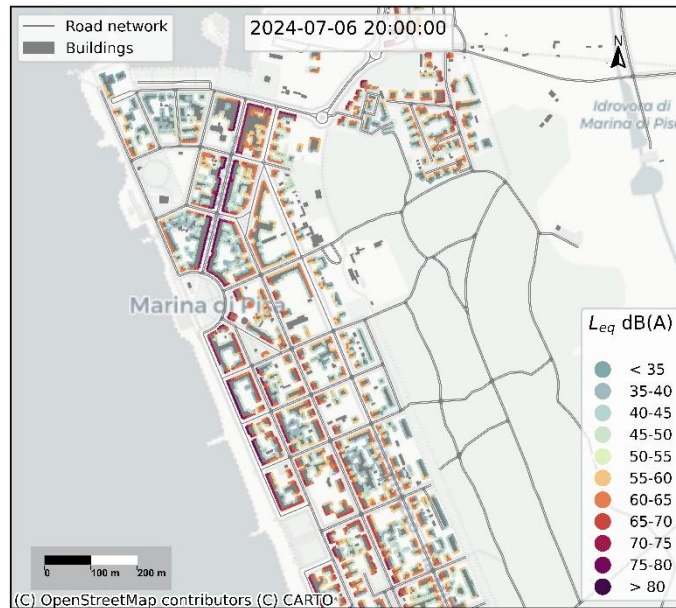 Road network
Buildings
2024-07-06 20:00:00
Idrovora di
Marina di Pisa
Marina di Pisa
Leq dB(A)
< 35
35-40
40-45
45-50
50-55
55-60
60-65
65-70
70-75
75-80
> 80
0 100 m 200 m
(C) OpenStreetMap contributors (C) CARTO